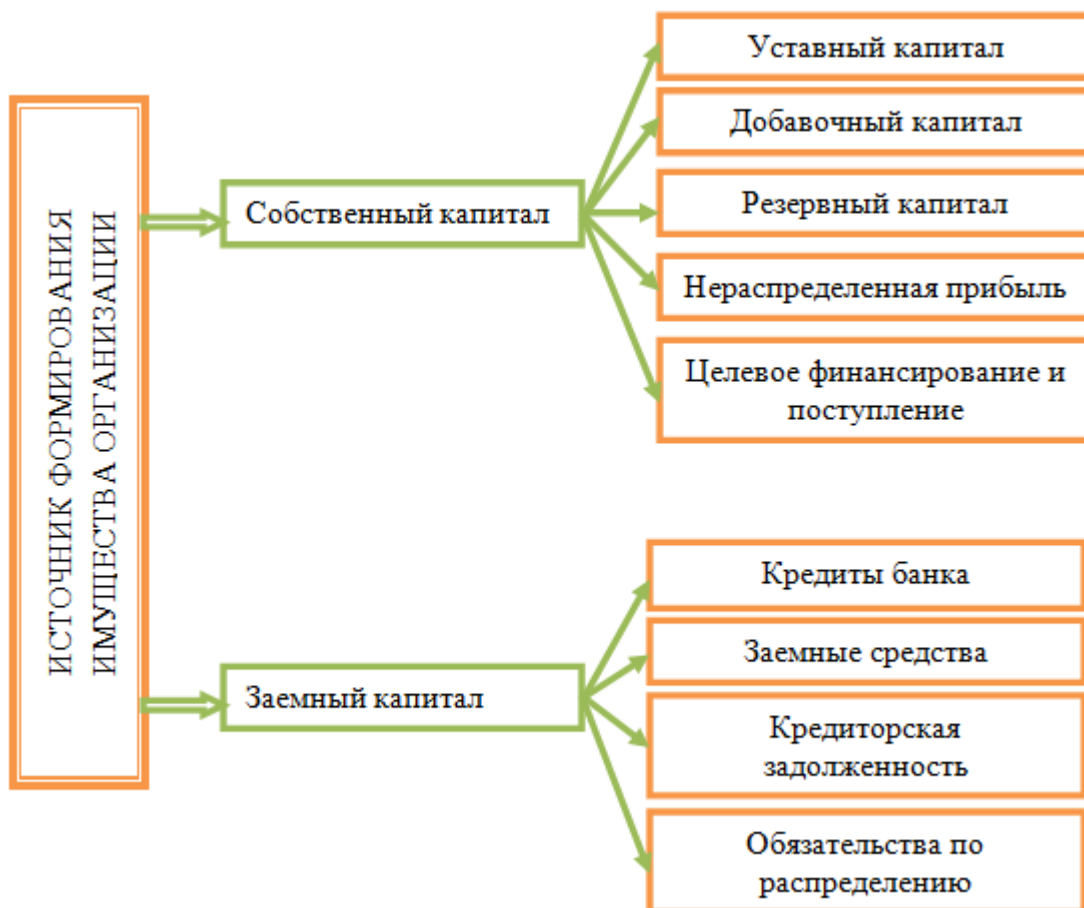 ИСТОЧНИК ФОРМИРОВАНИЯ
ИМУЩЕСТВА ОРГАНИЗАЦИИ
Собственный капитал
Уставный капитал
Добавочный капитал
Резервный капитал
Нераспределенная прибыль
Целевое финансирование и
поступление
Заемный капитал
Кредиты банка
Заемные средства
Кредиторская
задолженность
Обязательства по
распределению